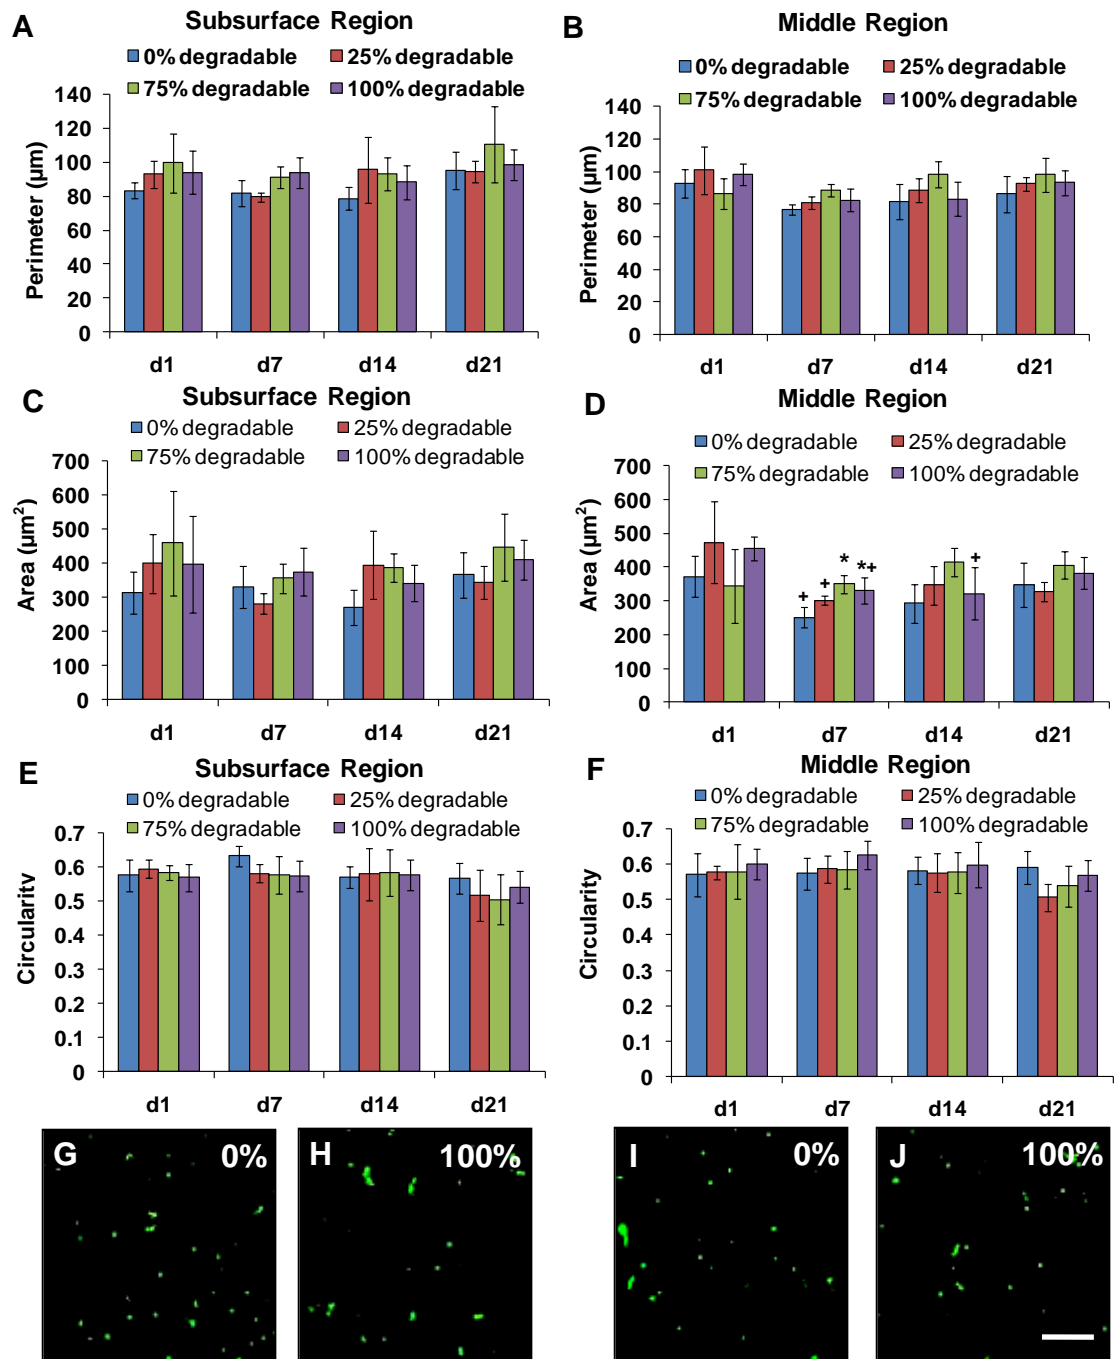 A
Subsurface Region
0% degradable
25% degradable
75% degradable
100% degradable
Perimeter (µm)
140
120
100
80
60
40
20
0
d1 d7 d14 d21
B
Middle Region
0% degradable
25% degradable
75% degradable
100% degradable
Perimeter (µm)
140
120
100
80
60
40
20
0
d1 d7 d14 d21
C
Subsurface Region
0% degradable
25% degradable
75% degradable
100% degradable
Area (µm²)
700
600
500
400
300
200
100
0
d1 d7 d14 d21
D
Middle Region
0% degradable
25% degradable
75% degradable
100% degradable
Area (µm²)
700
600
500
400
300
200
100
0
+ + * *+ +
d1 d7 d14 d21
E
Subsurface Region
0% degradable
25% degradable
75% degradable
100% degradable
Circularity
0.7
0.6
0.5
0.4
0.3
0.2
0.1
0
d1 d7 d14 d21
F
Middle Region
0% degradable
25% degradable
75% degradable
100% degradable
Circularity
0.7
0.6
0.5
0.4
0.3
0.2
0.1
0
d1 d7 d14 d21
G 0%
H 100%
I 0%
J 100%